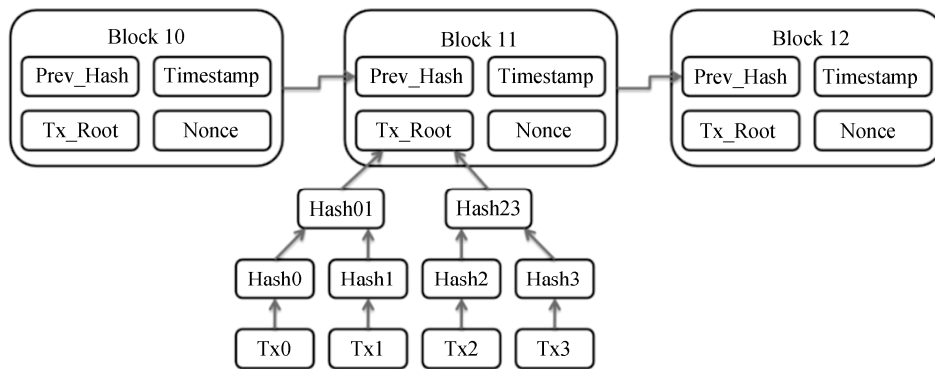 Block 10
Block 11
Block 12
Prev_Hash Timestamp
Prev_Hash Timestamp
Prev_Hash Timestamp
Tx_Root Nonce
Tx_Root Nonce
Tx_Root Nonce
Hash01 Hash23
Hash0 Hash1 Hash2 Hash3
Tx0 Tx1 Tx2 Tx3